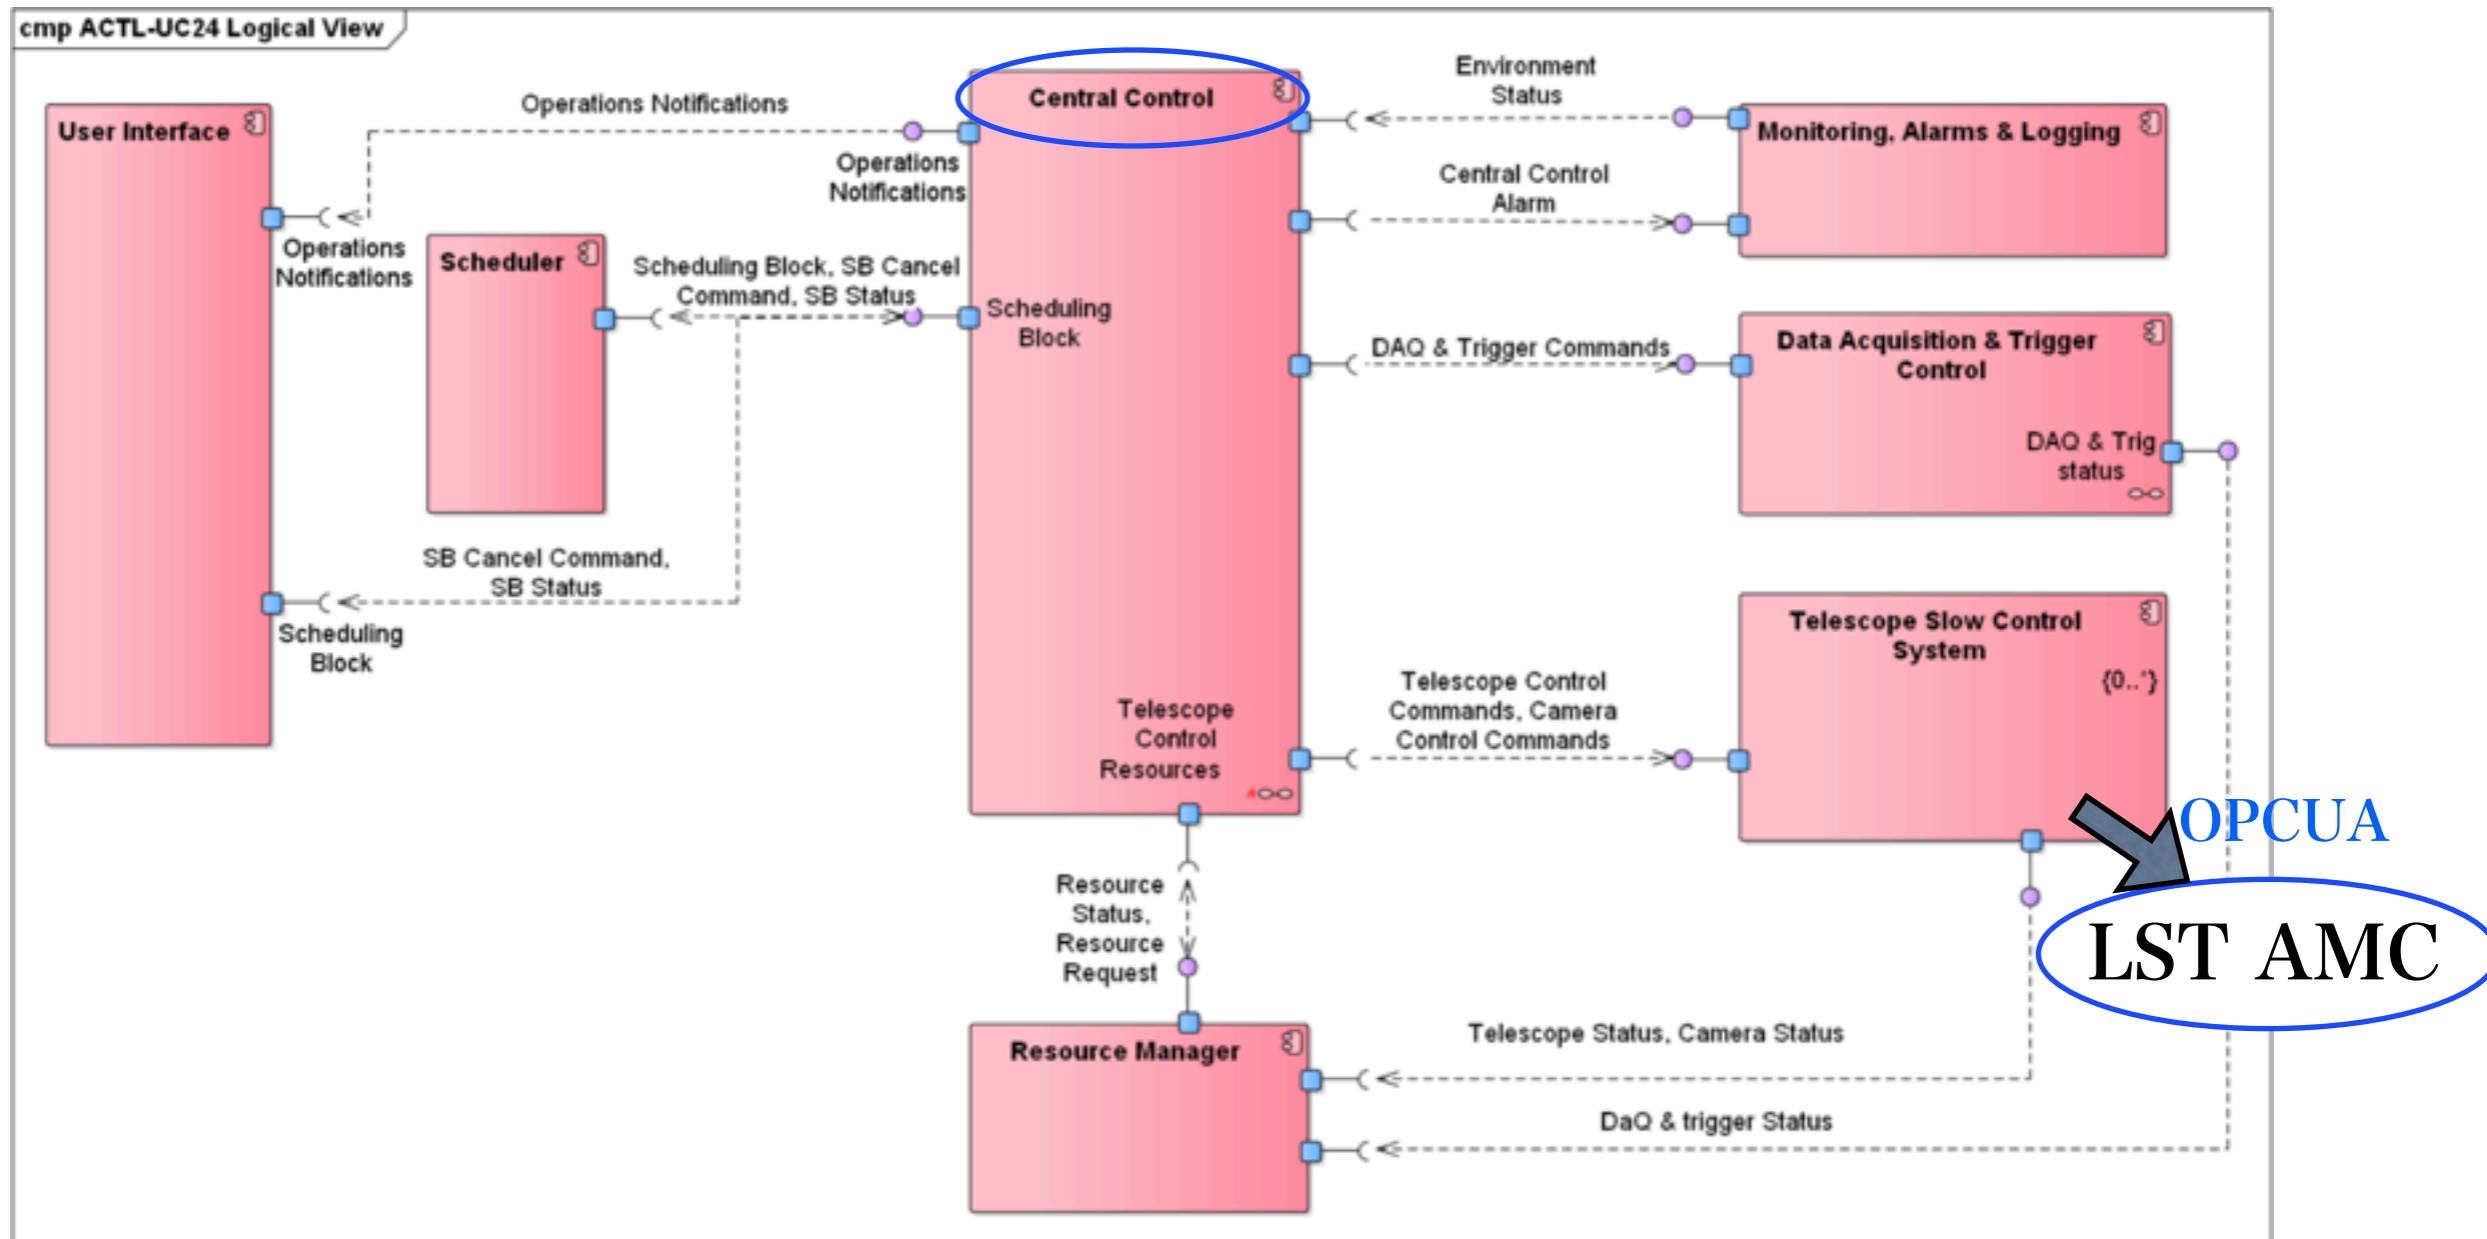 cmp ACTL-UC24 Logical View
User Interface
Operations Notifications
Operations
Notifications
Operations
Notifications
Scheduler
Scheduling Block, SB Cancel
Command, SB Status
SB Cancel Command,
SB Status
Scheduling
Block
Central Control
Scheduling
Block
Telescope
Control
Resources
Environment
Status
Central Control
Alarm
Monitoring, Alarms & Logging
DAQ & Trigger Commands
Data Acquisition & Trigger
Control
DAQ & Trig
status
Telescope Control
Commands, Camera
Control Commands
Telescope Slow Control
System
{0..*}
OPCUA
LST AMC
Resource
Status,
Resource
Request
Resource Manager
Telescope Status, Camera Status
DaQ & trigger Status